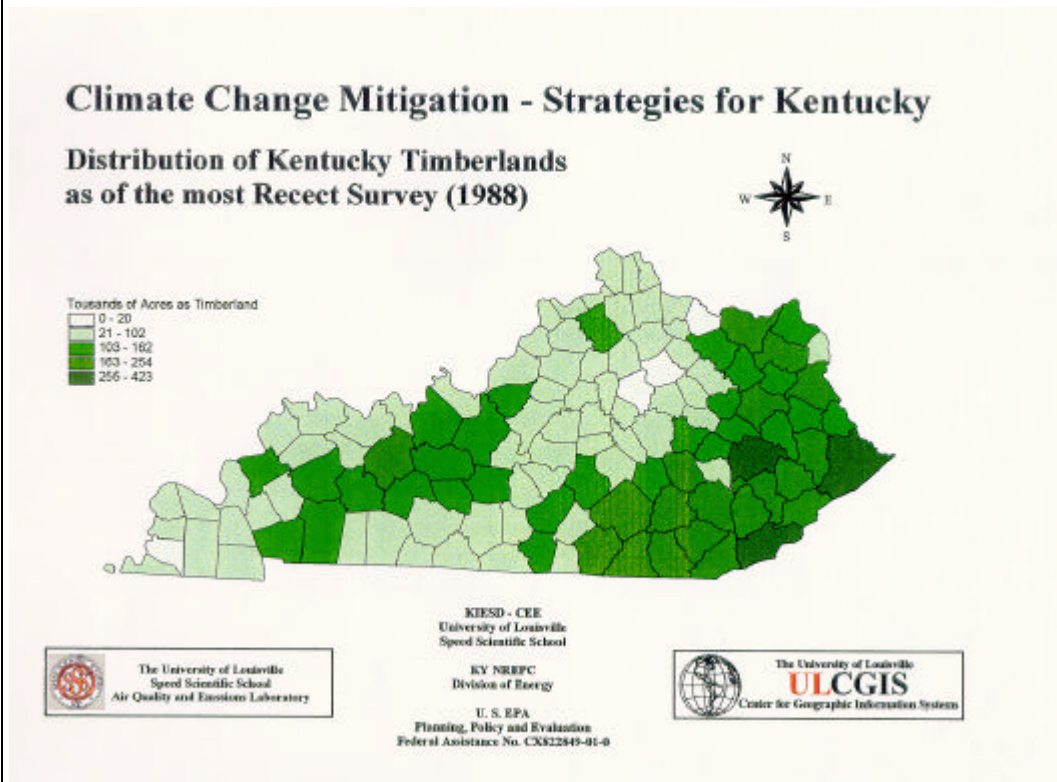 Climate Change Mitigation - Strategies for Kentucky
Distribution of Kentucky Timberlands
as of the most Recect Survey (1988)
N
W E
S
Tousands of Acres as Timberland
0 - 20
21 - 102
103 - 162
163 - 254
256 - 423
KIESD - CEE
University of Louisville
Speed Scientific School
KY NREPC
Division of Energy
U. S. EPA
Planning, Policy and Evaluation
Federal Assistance No. CX822849-01-0
The University of Louisville
Speed Scientific School
Air Quality and Emssions Laboratory
The University of Louisville
ULCGIS
Center for Geographic Information Systems